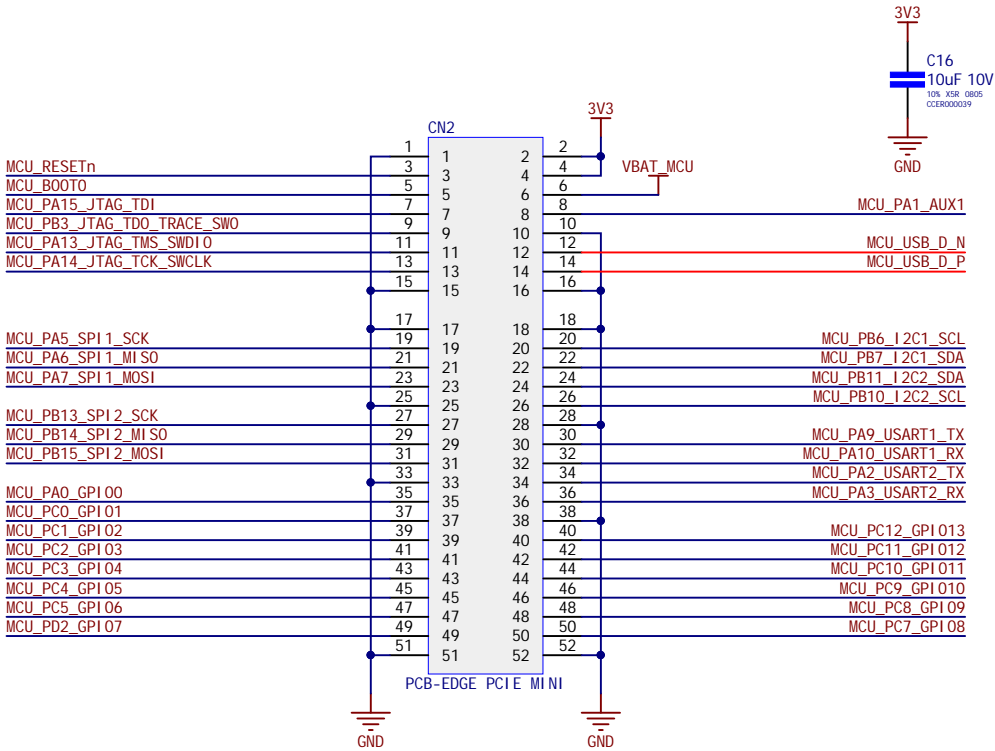 3V3
C16
10uF 10V
10% X5R 0805
CCER000039
GND
3V3
CN2
VBAT_MCU
1 1 2 2
MCU_RESETn 3 3 4 4
MCU_BOOT0 5 5 6 6
MCU_PA15_JTAG_TDI 7 7 8 8 MCU_PA1_AUX1
MCU_PB3_JTAG_TDO_TRACE_SWO 9 9 10 10
MCU_PA13_JTAG_TMS_SWDIO 11 11 12 12 MCU_USB_D_N
MCU_PA14_JTAG_TCK_SWCLK 13 13 14 14 MCU_USB_D_P
15 15 16 16
17 17 18 18
MCU_PA5_SPI1_SCK 19 19 20 20 MCU_PB6_I2C1_SCL
MCU_PA6_SPI1_MISO 21 21 22 22 MCU_PB7_I2C1_SDA
MCU_PA7_SPI1_MOSI 23 23 24 24 MCU_PB11_I2C2_SDA
25 25 26 26 MCU_PB10_I2C2_SCL
MCU_PB13_SPI2_SCK 27 27 28 28
MCU_PB14_SPI2_MISO 29 29 30 30 MCU_PA9_USART1_TX
MCU_PB15_SPI2_MOSI 31 31 32 32 MCU_PA10_USART1_RX
33 33 34 34 MCU_PA2_USART2_TX
MCU_PA0_GPIO0 35 35 36 36 MCU_PA3_USART2_RX
MCU_PC0_GPIO1 37 37 38 38
MCU_PC1_GPIO2 39 39 40 40 MCU_PC12_GPIO13
MCU_PC2_GPIO3 41 41 42 42 MCU_PC11_GPIO12
MCU_PC3_GPIO4 43 43 44 44 MCU_PC10_GPIO11
MCU_PC4_GPIO5 45 45 46 46 MCU_PC9_GPIO10
MCU_PC5_GPIO6 47 47 48 48 MCU_PC8_GPIO9
MCU_PD2_GPIO7 49 49 50 50 MCU_PC7_GPIO8
51 51 52 52
PCB-EDGE PCIE MINI
GND GND